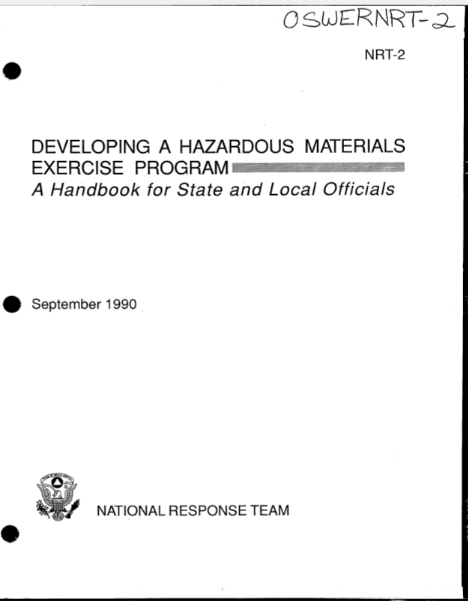 OSWERNRT-2
NRT-2
DEVELOPING A HAZARDOUS MATERIALS
EXERCISE PROGRAM
A Handbook for State and Local Officials
September 1990
NATIONAL RESPONSE TEAM